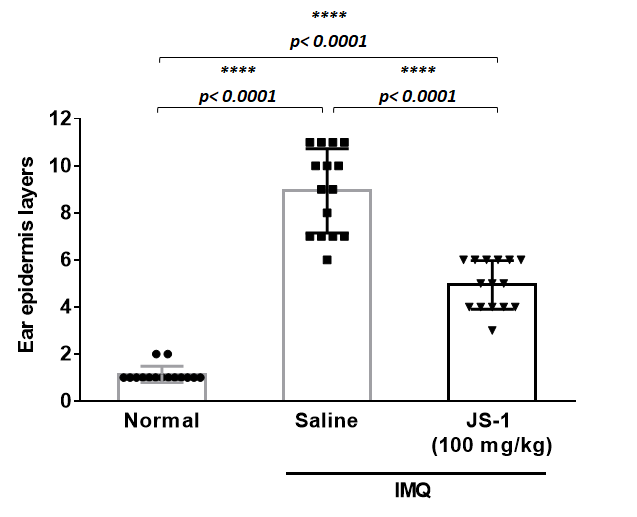 ****
p< 0.0001
**** ****
p< 0.0001 p< 0.0001
12
10
8
6
4
2
0
Ear epidermis layers
Normal Saline JS-1
(100 mg/kg)
IMQ